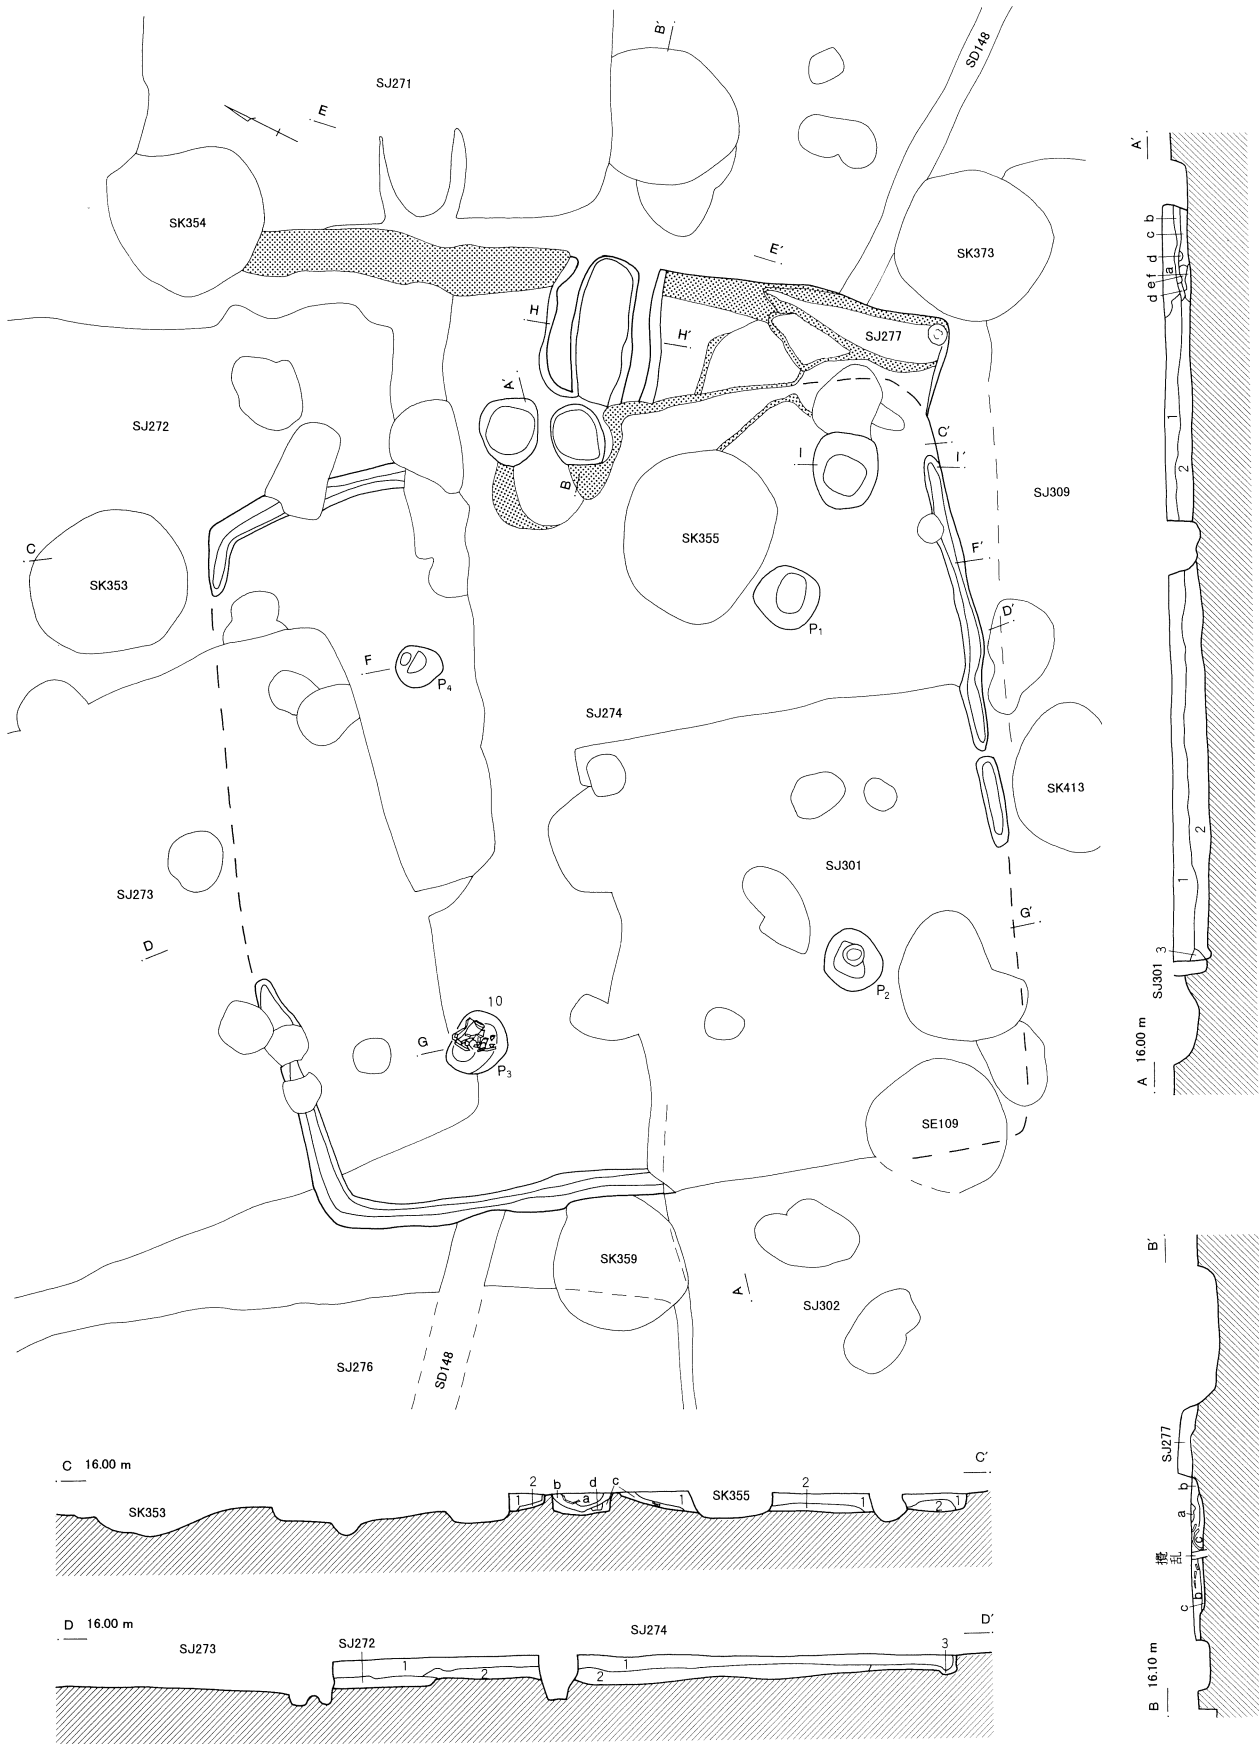 B′
SD148
SJ271
E
SK354
E′
SK373
H
H′
SJ277
A′
SJ272
C′
I
I′
B
SJ309
C
SK353
SK355
F′
D′
P₁
F
P₄
SJ274
SK413
SJ301
SJ273
D
G′
P₂
10
G
P₃
SE109
SK359
A
SJ302
SJ276
SD148
A′
b
c
d
a
f
e
d
1
2
2
1
3
SJ301
A 16.00 m
B′
SJ277
b
a
c
攪乱
b
c
B 16.10 m
C 16.00 m
C′
SK353
2
1
b
a
d
c
1
SK355
2
1
2
1
D 16.00 m
D′
SJ273
SJ272
SJ274
1
2
1
2
3